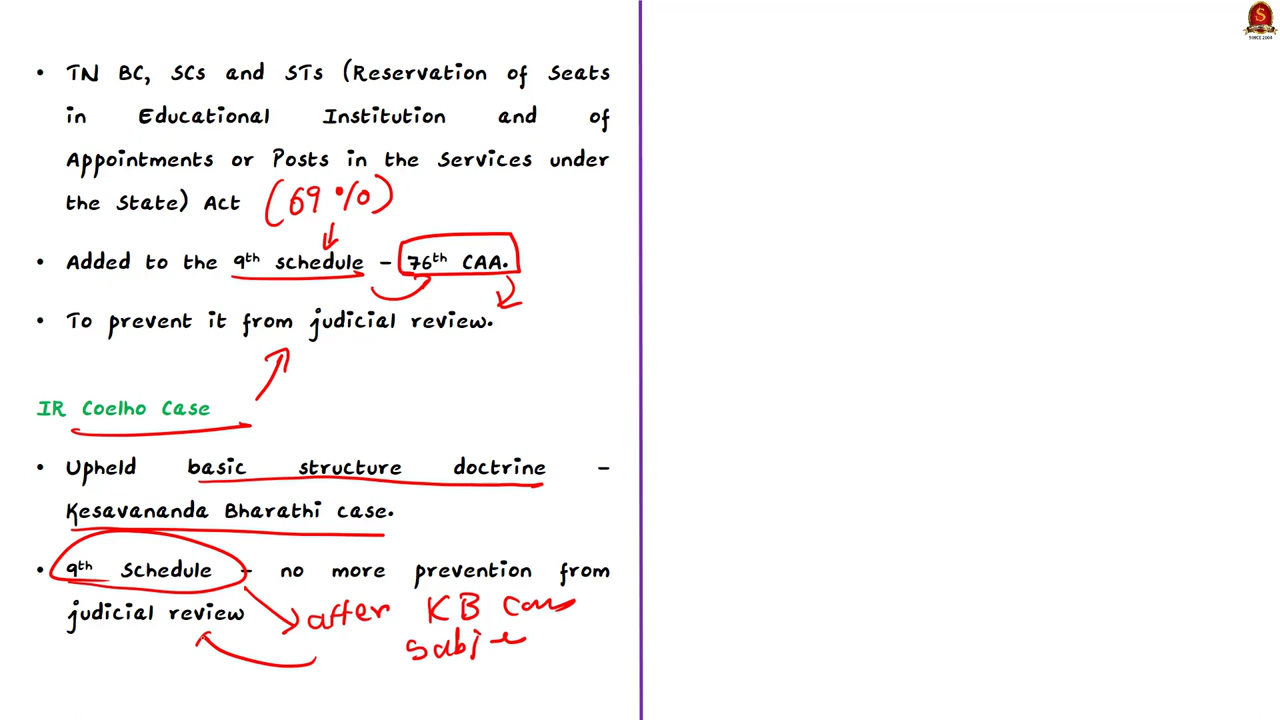 • TN BC, SCs and STs (Reservation of Seats
in Educational Institution and of
Appointments or Posts in the Services under
the State) Act (69%)
• Added to the 9th schedule - 76th CAA.
• To prevent it from judicial review.
IR Coelho Case
• Upheld basic structure doctrine -
Kesavananda Bharathi case.
• 9th Schedule - no more prevention from
judicial review
after KB
S
SINCE 2004